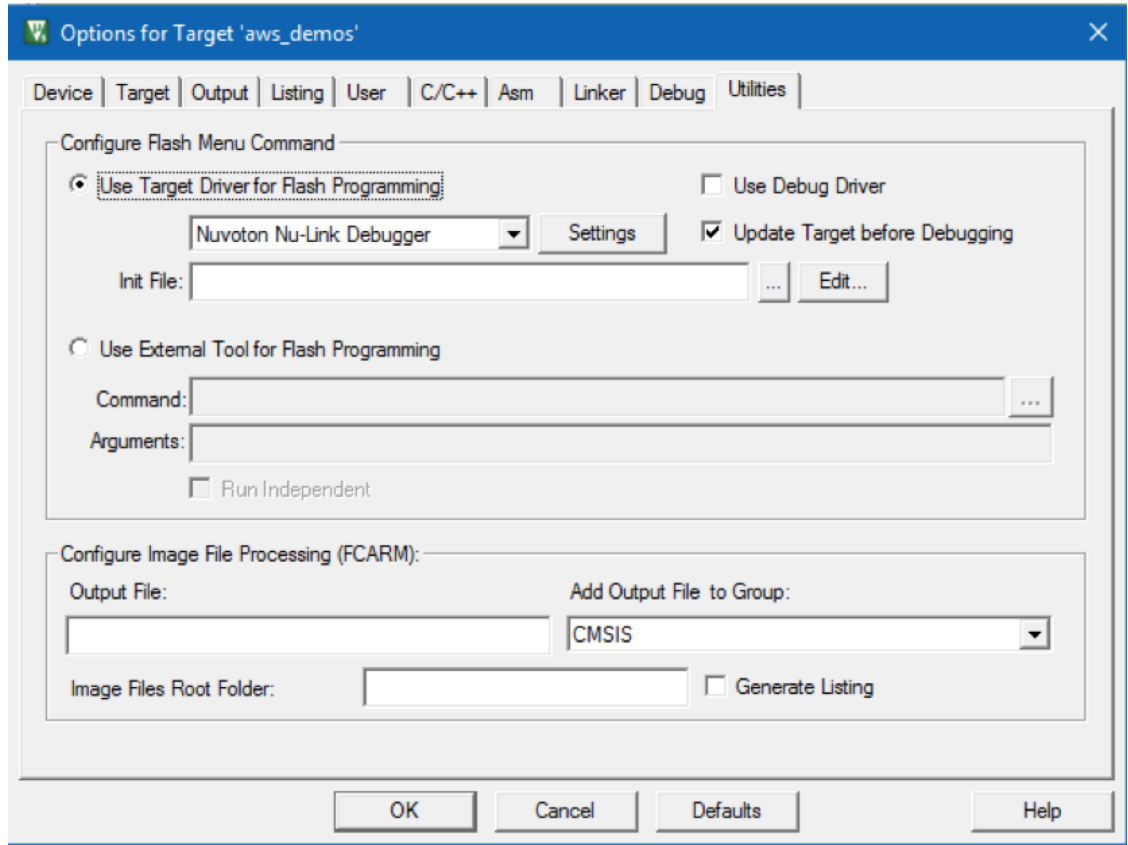 Options for Target 'aws_demos'
Device Target Output Listing User C/C++ Asm Linker Debug Utilities
Configure Flash Menu Command
Use Target Driver for Flash Programming Use Debug Driver
Nuvoton Nu-Link Debugger Settings Update Target before Debugging
Init File: ... Edit...
Use External Tool for Flash Programming
Command: ...
Arguments:
Run Independent
Configure Image File Processing (FCARM):
Output File: Add Output File to Group:
CMSIS
Image Files Root Folder: Generate Listing
OK Cancel Defaults Help